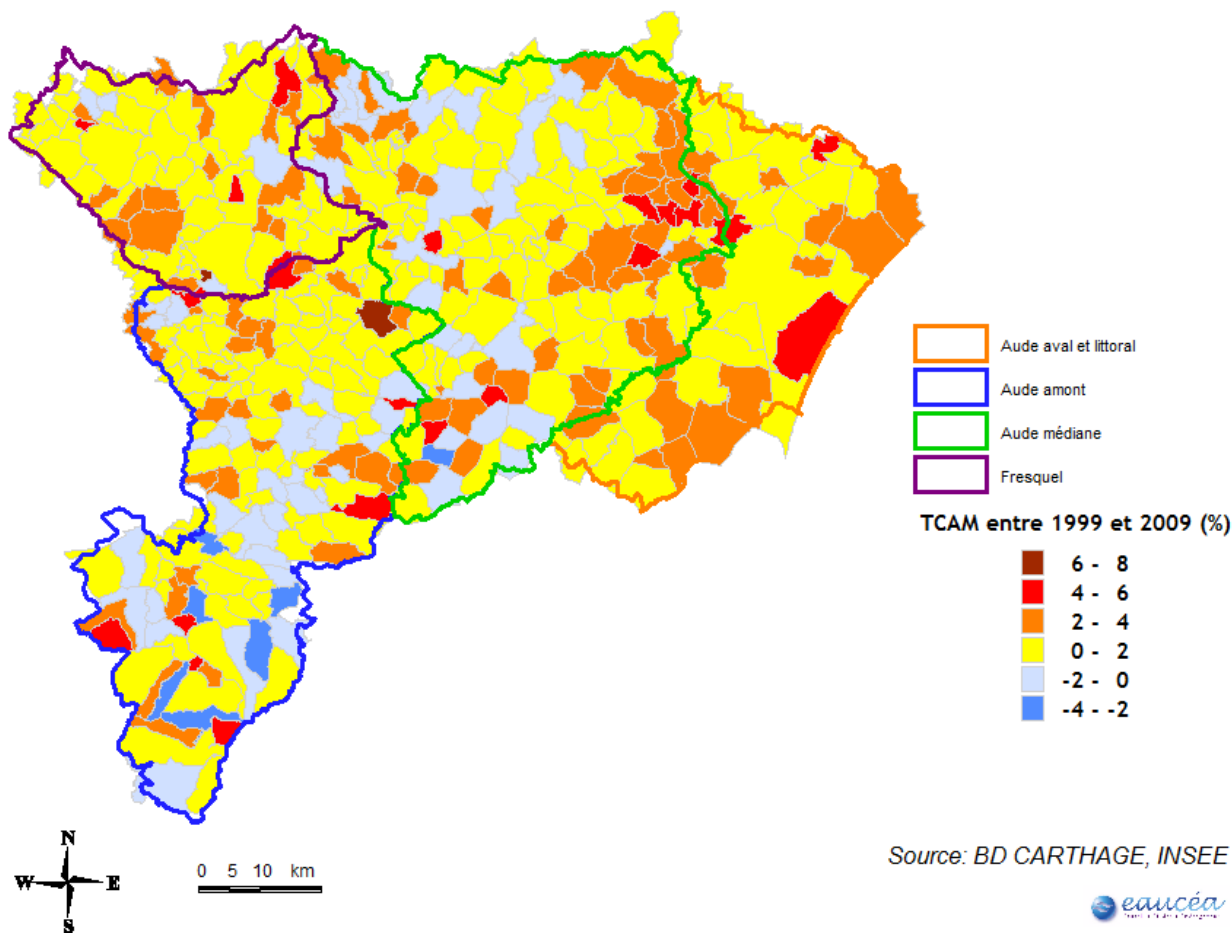 Aude aval et littoral
Aude amont
Aude médiane
Fresquel
TCAM entre 1999 et 2009 (%)
6 - 8
4 - 6
2 - 4
0 - 2
-2 - 0
-4 - -2
N
W E
S
0 5 10 km
Source: BD CARTHAGE, INSEE
eaucéa